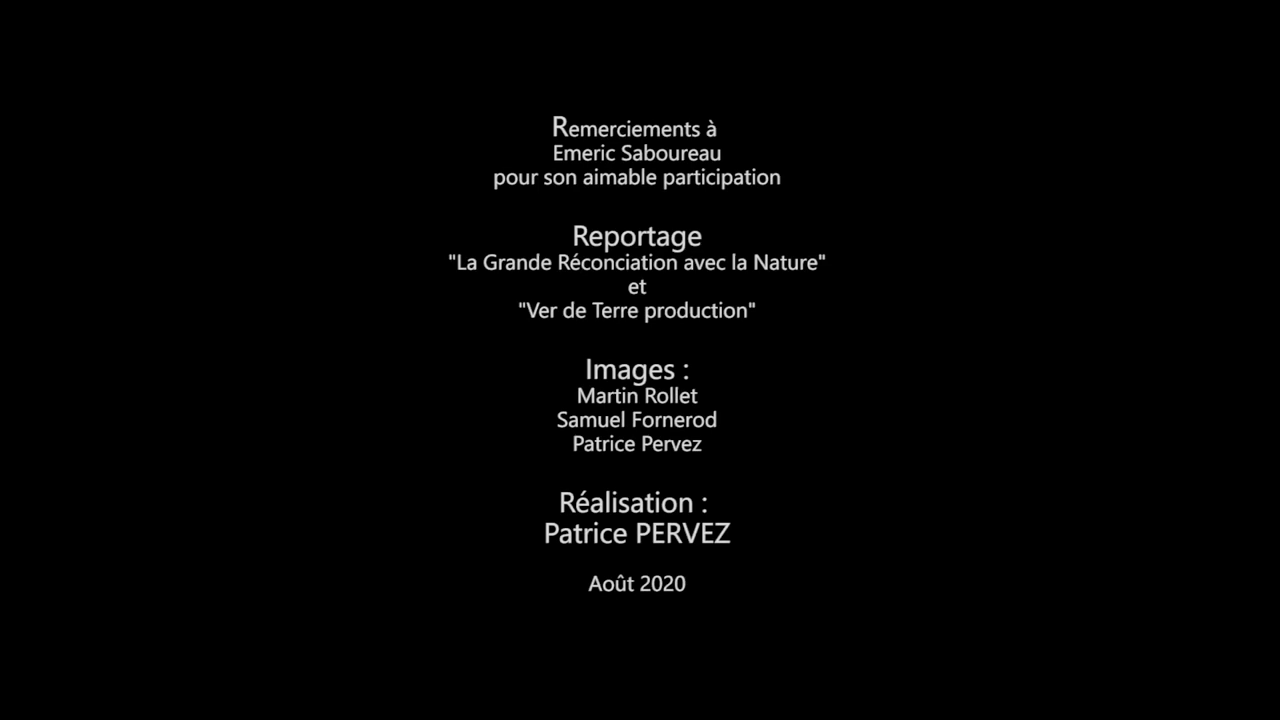 Remerciements à
Emeric Saboureau
pour son aimable participation
Reportage
"La Grande Réconciation avec la Nature"
et
"Ver de Terre production"
Images :
Martin Rollet
Samuel Fornerod
Patrice Pervez
Réalisation :
Patrice PERVEZ
Août 2020